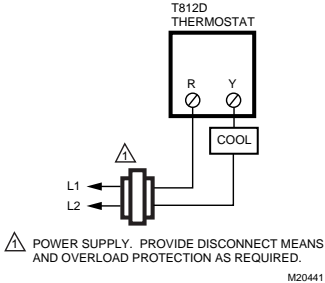 T812D
THERMOSTAT
R Y
COOL
1
L1
L2
1 POWER SUPPLY. PROVIDE DISCONNECT MEANS
AND OVERLOAD PROTECTION AS REQUIRED.
M20441